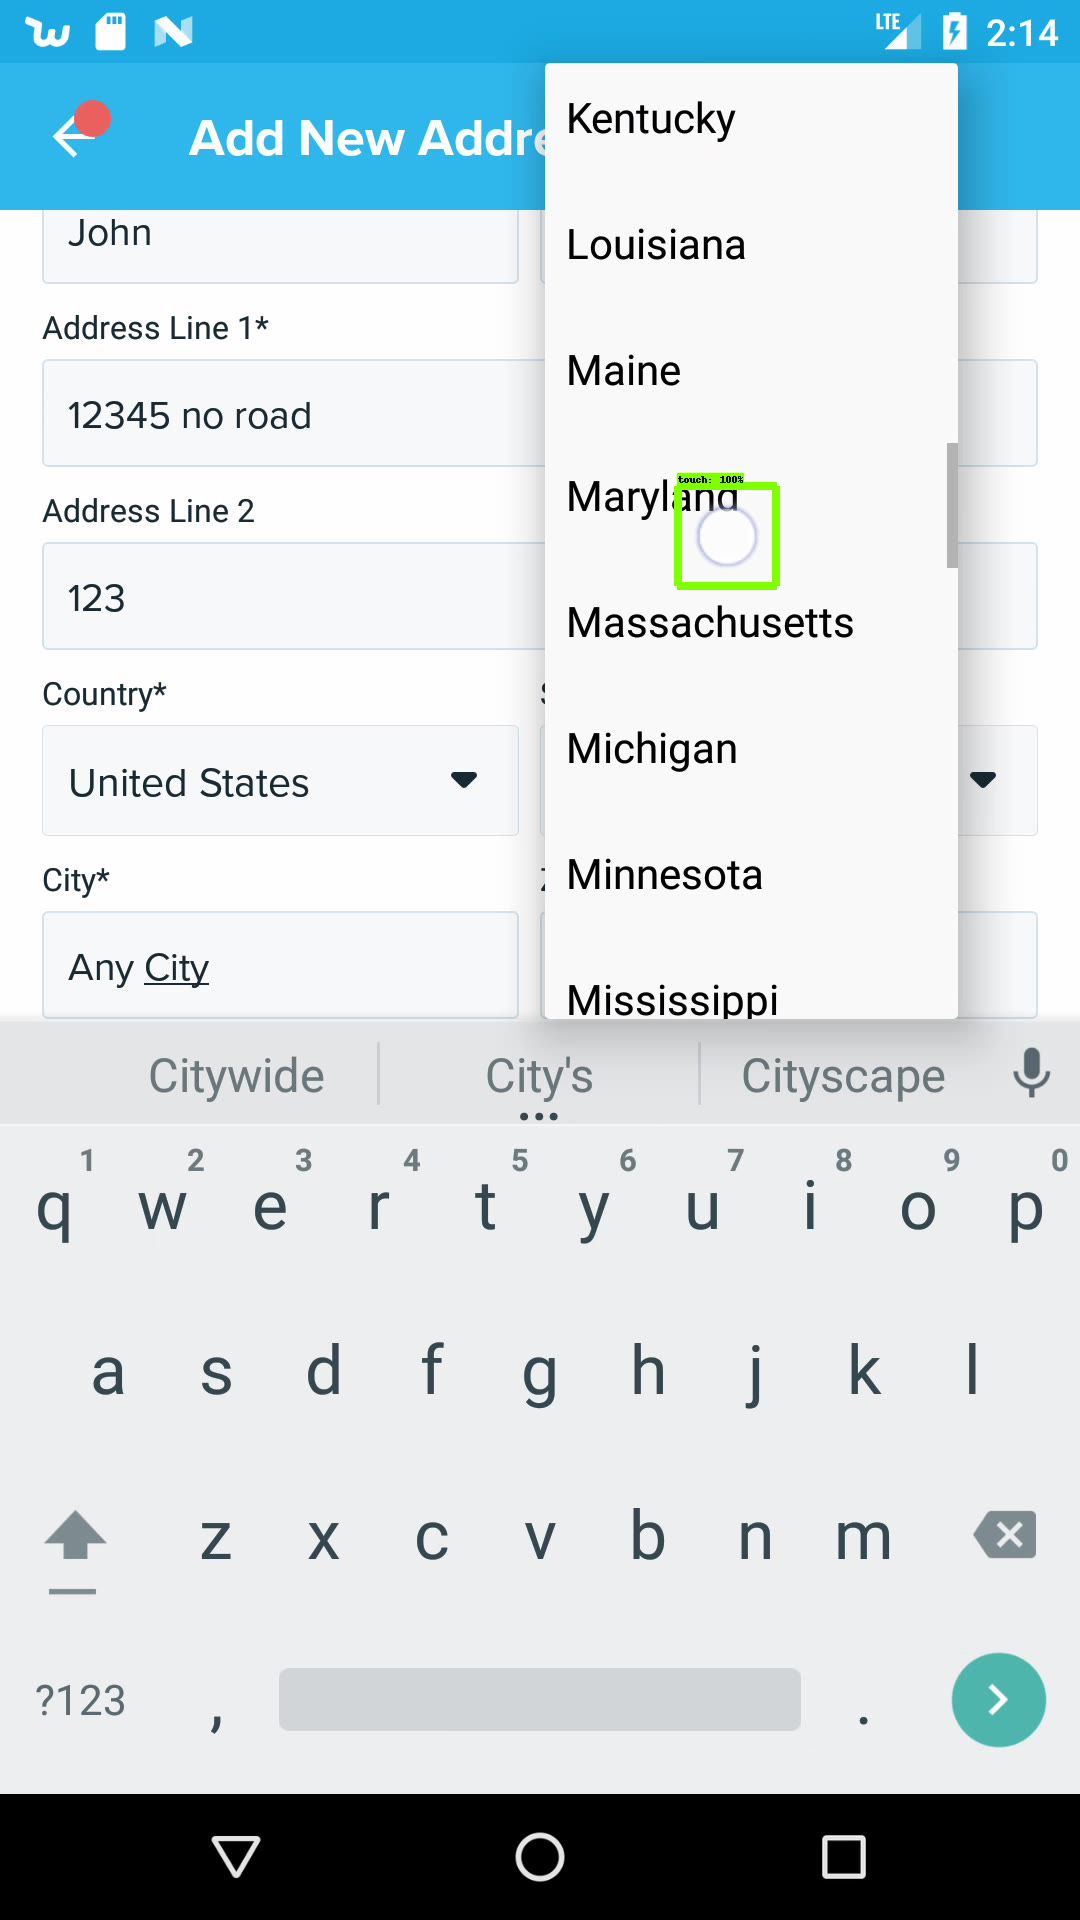 LTE 2:14
Add New Addre
John
Address Line 1*
12345 no road
Address Line 2
123
Country*
United States
City*
Any City
Kentucky
Louisiana
Maine
touch: 100%
Maryland
Massachusetts
Michigan
Minnesota
Mississippi
Citywide City's Cityscape
1 2 3 4 5 6 7 8 9 0
q w e r t y u i o p
a s d f g h j k l
z x c v b n m
?123 , .